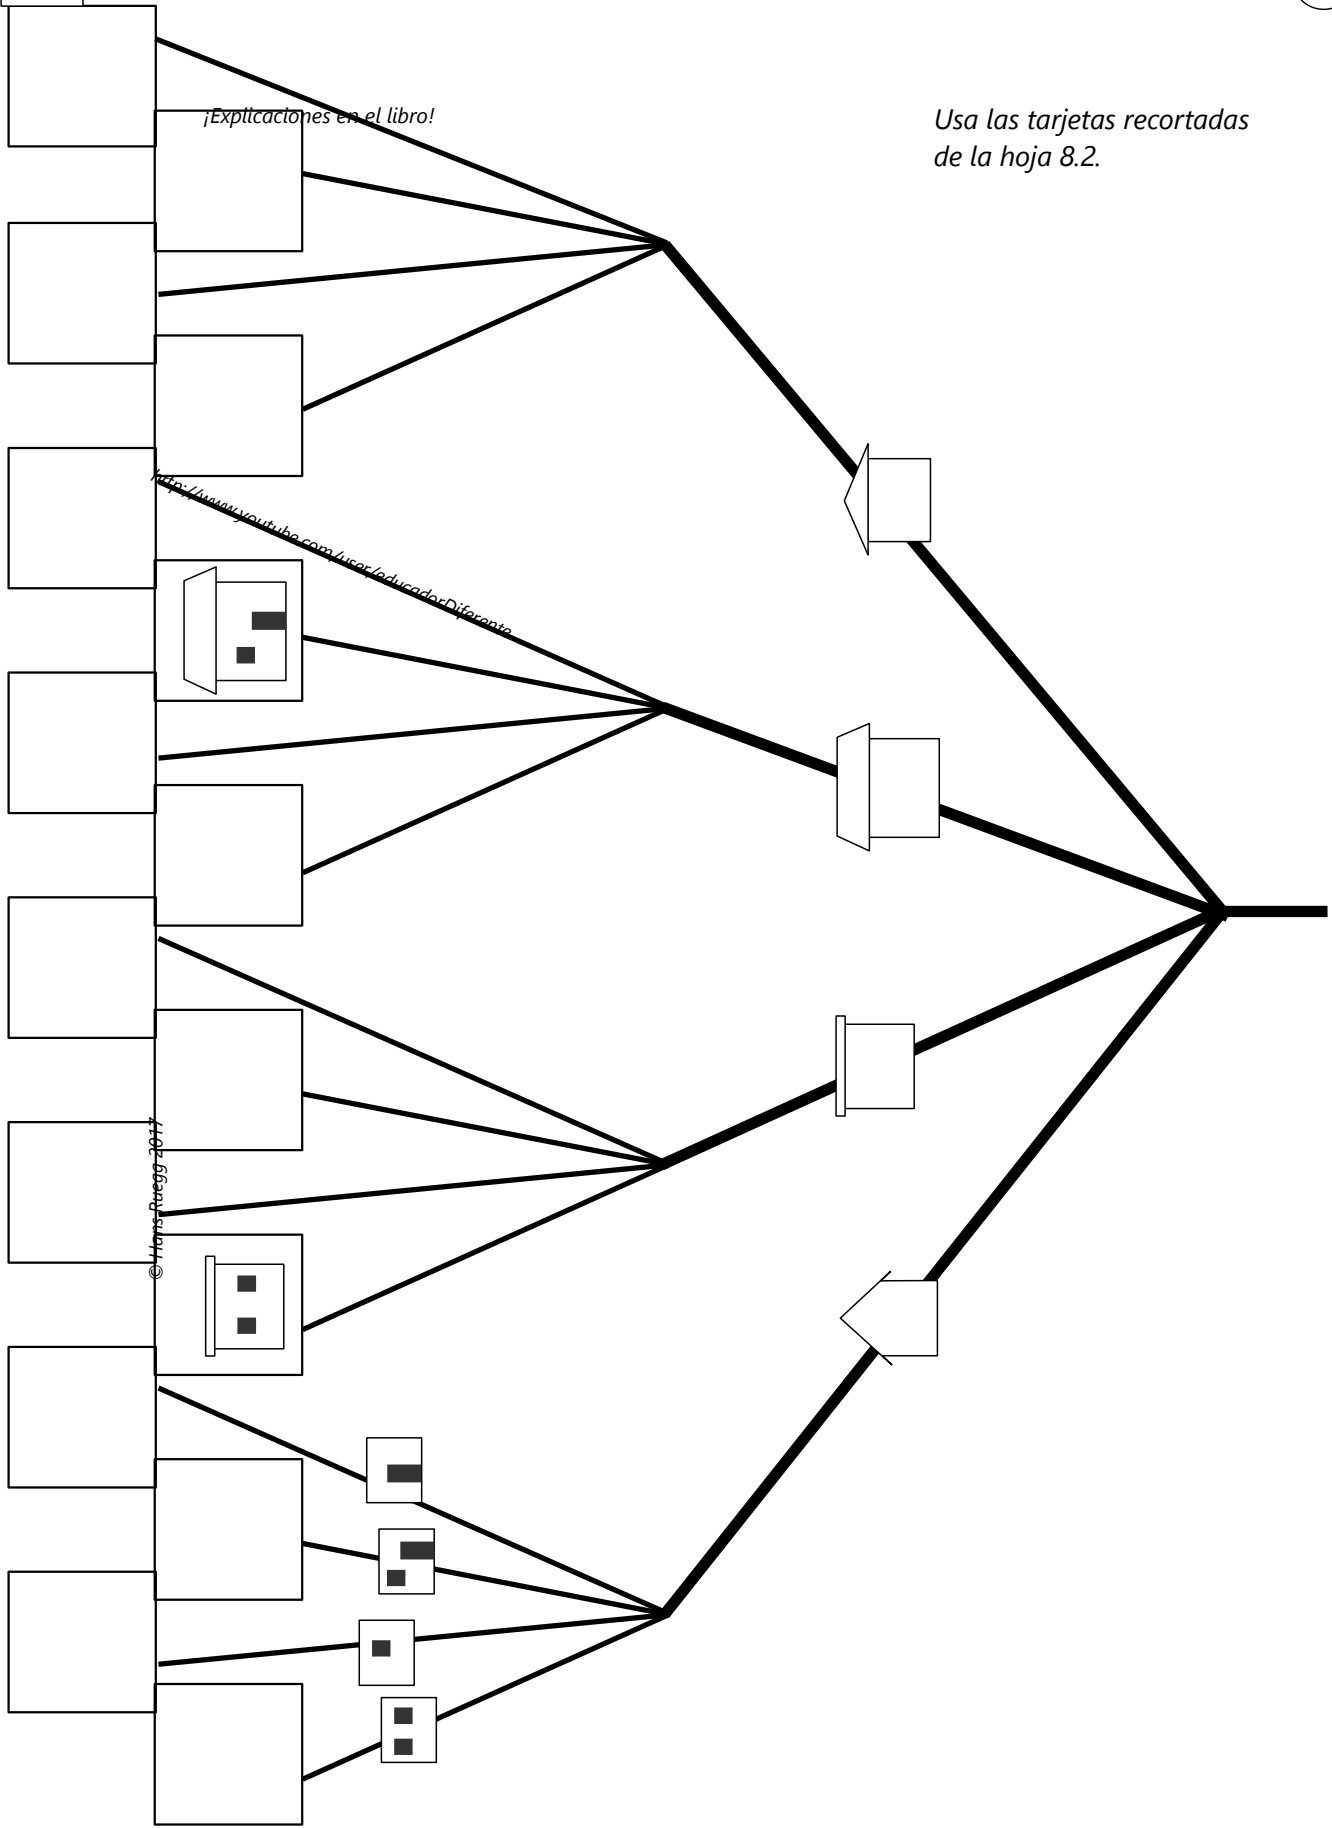 ¡Explicaciones en el libro!
Usa las tarjetas recortadas
de la hoja 8.2.
http://www.youtube.com/user/educadorDiferente
© Hans Ruegg 2017